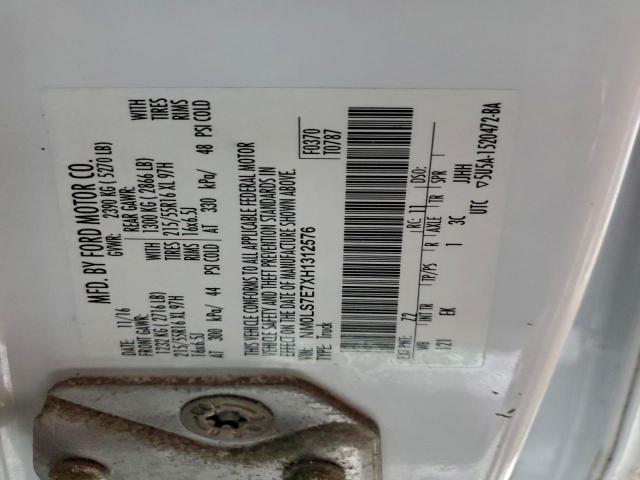 MFD. BY FORD MOTOR CO.
11/16 GVWR: 2390 KG ( 5270 LB)
FRONT GAWR: REAR GAWR: WITH
1232 KG ( 2716 LB) 1300 KG ( 2866 LB) TIRES
215/55R16 XL 97H 215/55R16 XL 97H RIMS
16x6.5J 16x6.5J
AT 300 kPa/ 44 PSI COLD AT 330 kPa/ 48 PSI COLD
WITH
TIRES
RIMS
THIS VEHICLE CONFORMS TO ALL APPLICABLE FEDERAL MOTOR
VEHICLE SAFETY AND THEFT PREVENTION STANDARDS IN
EFFECT ON THE DATE OF MANUFACTURE SHOWN ABOVE.
VIN: NM0LS7E7XH1312576 F0370
TYPE: Truck T0787
EXT PNT: Z2 RC: 11 DSO:
WB INT TR TP/PS R AXLE TR SPR
121 EK 1 3C JJHH
UTC ▽5U5A-1520472-BA